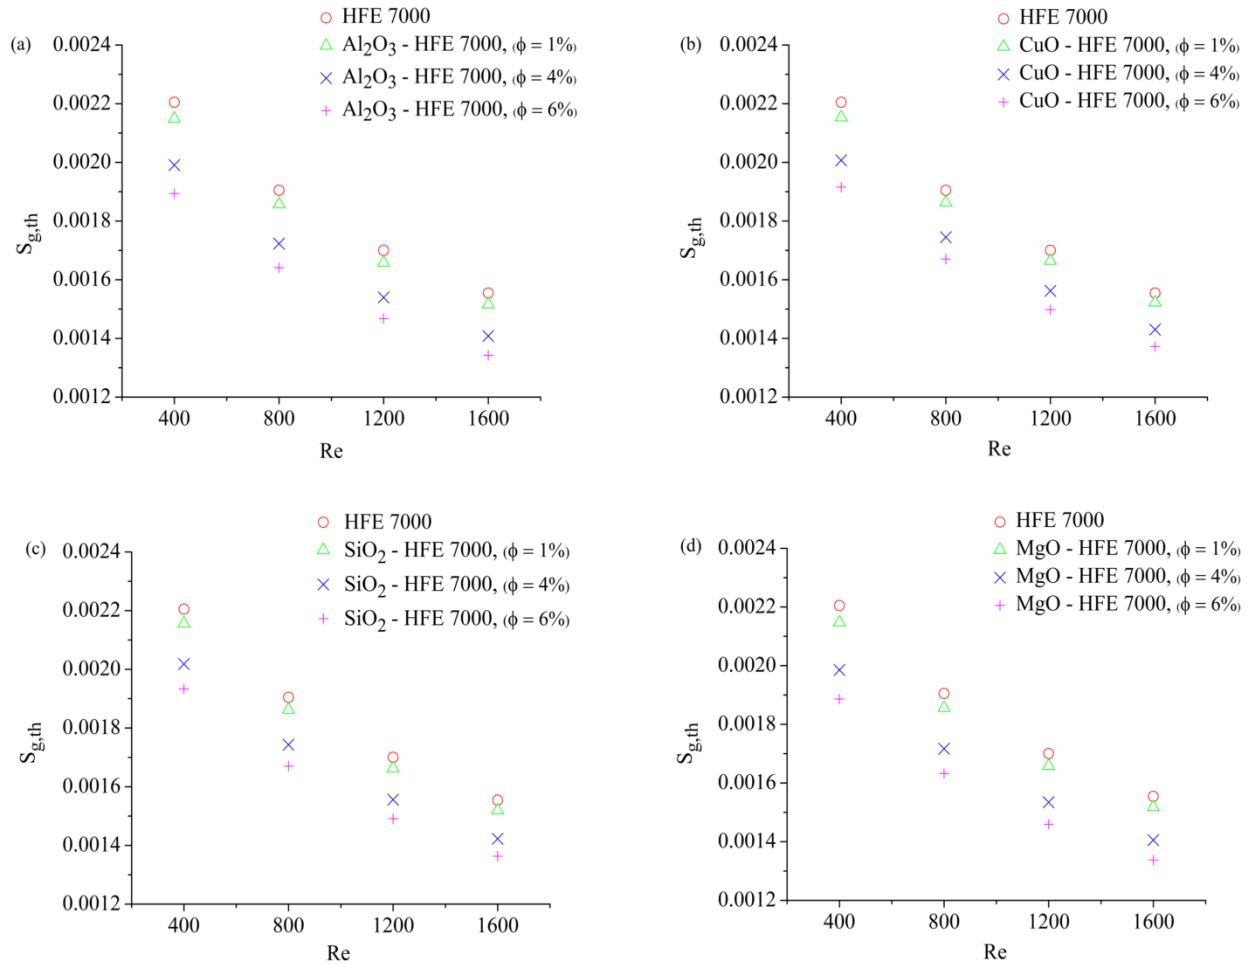 (a)
HFE 7000
Al2O3 - HFE 7000, (ϕ = 1%)
Al2O3 - HFE 7000, (ϕ = 4%)
Al2O3 - HFE 7000, (ϕ = 6%)
0.0024
0.0022
0.0020
0.0018
0.0016
0.0014
0.0012
Sg,th
400 800 1200 1600
Re
(b)
HFE 7000
CuO - HFE 7000, (ϕ = 1%)
CuO - HFE 7000, (ϕ = 4%)
CuO - HFE 7000, (ϕ = 6%)
0.0024
0.0022
0.0020
0.0018
0.0016
0.0014
0.0012
Sg,th
400 800 1200 1600
Re
(c)
HFE 7000
SiO2 - HFE 7000, (ϕ = 1%)
SiO2 - HFE 7000, (ϕ = 4%)
SiO2 - HFE 7000, (ϕ = 6%)
0.0024
0.0022
0.0020
0.0018
0.0016
0.0014
0.0012
Sg,th
400 800 1200 1600
Re
(d)
HFE 7000
MgO - HFE 7000, (ϕ = 1%)
MgO - HFE 7000, (ϕ = 4%)
MgO - HFE 7000, (ϕ = 6%)
0.0024
0.0022
0.0020
0.0018
0.0016
0.0014
0.0012
Sg,th
400 800 1200 1600
Re